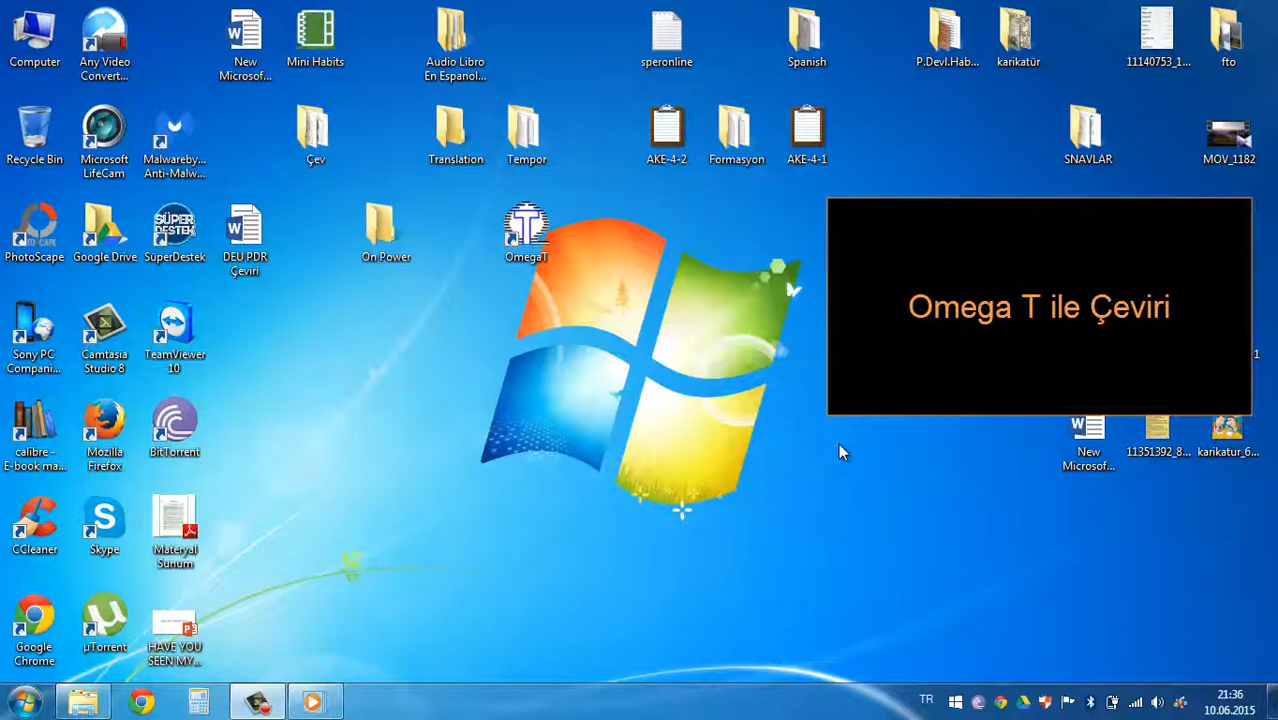 Computer
Any Video
Convert...
New
Microsof...
Mini Habits
Audio Libro
En Espanol...
speronline
Spanish
P.Devl.Hab...
karikatür
11140753_1...
fto
Recycle Bin
Microsoft
LifeCam
Malwareby...
Anti-Malw...
Çev
Translation
Tempor
AKE-4-2
Formasyon
AKE-4-1
SNAVLAR
MOV_1182
PhotoScape
Google Drive
SÜPER
DESTEK
SüperDestek
DEU PDR
Çeviri
On Power
OmegaT
Omega T ile Çeviri
Sony PC
Compani...
Camtasia
Studio 8
TeamViewer
10
1
calibre -
E-book ma...
Mozilla
Firefox
BitTorrent
New
Microsof...
11351392_8...
karikatur_6...
CCleaner
Skype
Materyal
Sunum
Google
Chrome
µTorrent
HAVE YOU
SEEN MY...
TR
21:36
10.06.2015